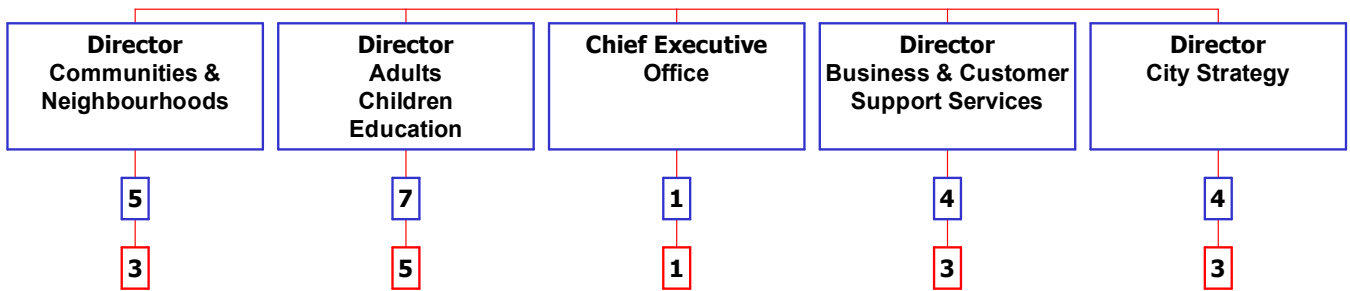 Director
Communities &
Neighbourhoods
Director
Adults
Children
Education
Chief Executive
Office
Director
Business & Customer
Support Services
Director
City Strategy
5
7
1
4
4
3
5
1
3
3